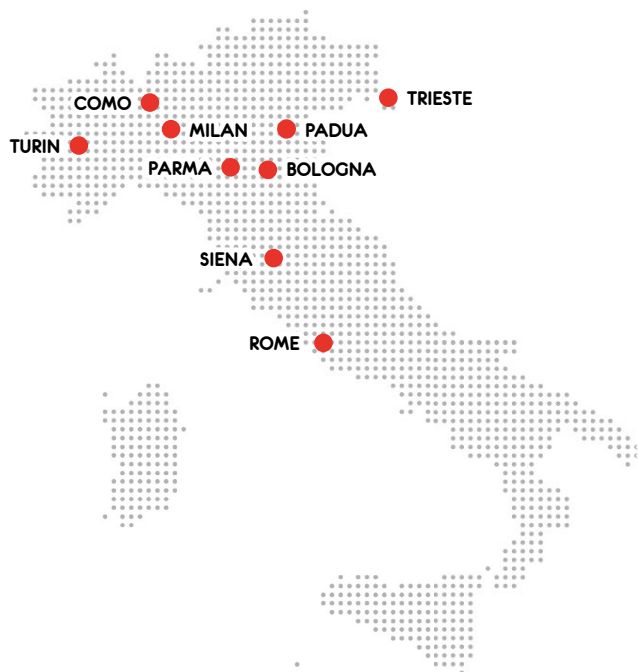 COMO
TRIESTE
MILAN
PADUA
TURIN
PARMA
BOLOGNA
SIENA
ROME